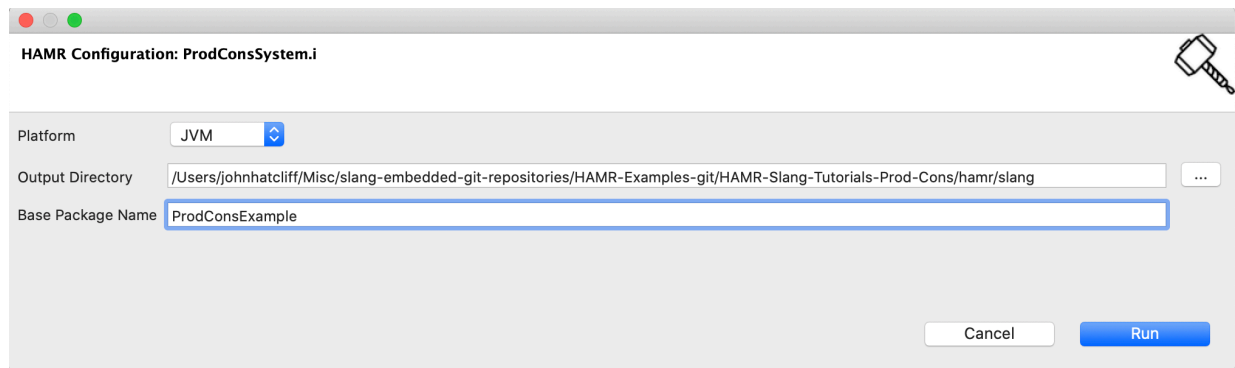 HAMR Configuration: ProdConsSystem.i
Platform JVM
Output Directory /Users/johnhatcliff/Misc/slang-embedded-git-repositories/HAMR-Examples-git/HAMR-Slang-Tutorials-Prod-Cons/hamr/slang ...
Base Package Name ProdConsExample
Cancel Run